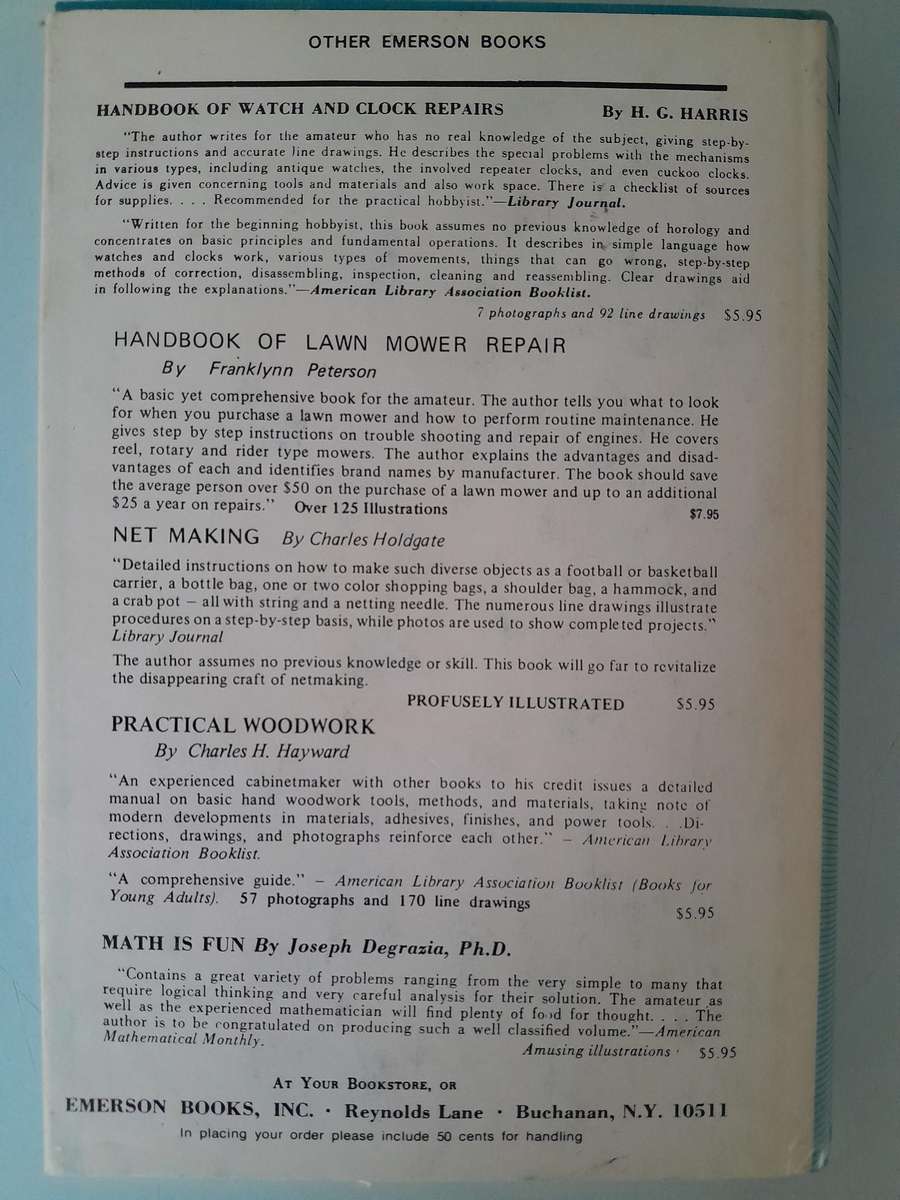 OTHER EMERSON BOOKS
HANDBOOK OF WATCH AND CLOCK REPAIRS By H. G. HARRIS
"The author writes for the amateur who has no real knowledge of the subject, giving step-by-
step instructions and accurate line drawings. He describes the special problems with the mechanisms
in various types, including antique watches, the involved repeater clocks, and even cuckoo clocks.
Advice is given concerning tools and materials and also work space. There is a checklist of sources
for supplies. . . . Recommended for the practical hobbyist."—Library Journal.
"Written for the beginning hobbyist, this book assumes no previous knowledge of horology and
concentrates on basic principles and fundamental operations. It describes in simple language how
watches and clocks work, various types of movements, things that can go wrong, step-by-step
methods of correction, disassembling, inspection, cleaning and reassembling. Clear drawings aid
in following the explanations."—American Library Association Booklist.
7 photographs and 92 line drawings $5.95
HANDBOOK OF LAWN MOWER REPAIR
By Franklynn Peterson
"A basic yet comprehensive book for the amateur. The author tells you what to look
for when you purchase a lawn mower and how to perform routine maintenance. He
gives step by step instructions on trouble shooting and repair of engines. He covers
reel, rotary and rider type mowers. The author explains the advantages and disad-
vantages of each and identifies brand names by manufacturer. The book should save
the average person over $50 on the purchase of a lawn mower and up to an additional
$25 a year on repairs." Over 125 Illustrations $7.95
NET MAKING By Charles Holdgate
"Detailed instructions on how to make such diverse objects as a football or basketball
carrier, a bottle bag, one or two color shopping bags, a shoulder bag, a hammock, and
a crab pot – all with string and a netting needle. The numerous line drawings illustrate
procedures on a step-by-step basis, while photos are used to show completed projects."
Library Journal
The author assumes no previous knowledge or skill. This book will go far to revitalize
the disappearing craft of netmaking.
PROFUSELY ILLUSTRATED $5.95
PRACTICAL WOODWORK
By Charles H. Hayward
"An experienced cabinetmaker with other books to his credit issues a detailed
manual on basic hand woodwork tools, methods, and materials, taking note of
modern developments in materials, adhesives, finishes, and power tools. . .Di-
rections, drawings, and photographs reinforce each other." – American Library
Association Booklist.
"A comprehensive guide." – American Library Association Booklist (Books for
Young Adults). 57 photographs and 170 line drawings
$5.95
MATH IS FUN By Joseph Degrazia, Ph.D.
"Contains a great variety of problems ranging from the very simple to many that
require logical thinking and very careful analysis for their solution. The amateur as
well as the experienced mathematician will find plenty of food for thought. . . . The
author is to be congratulated on producing such a well classified volume."—American
Mathematical Monthly.
Amusing illustrations · $5.95
AT YOUR BOOKSTORE, OR
EMERSON BOOKS, INC. · Reynolds Lane · Buchanan, N.Y. 10511
In placing your order please include 50 cents for handling